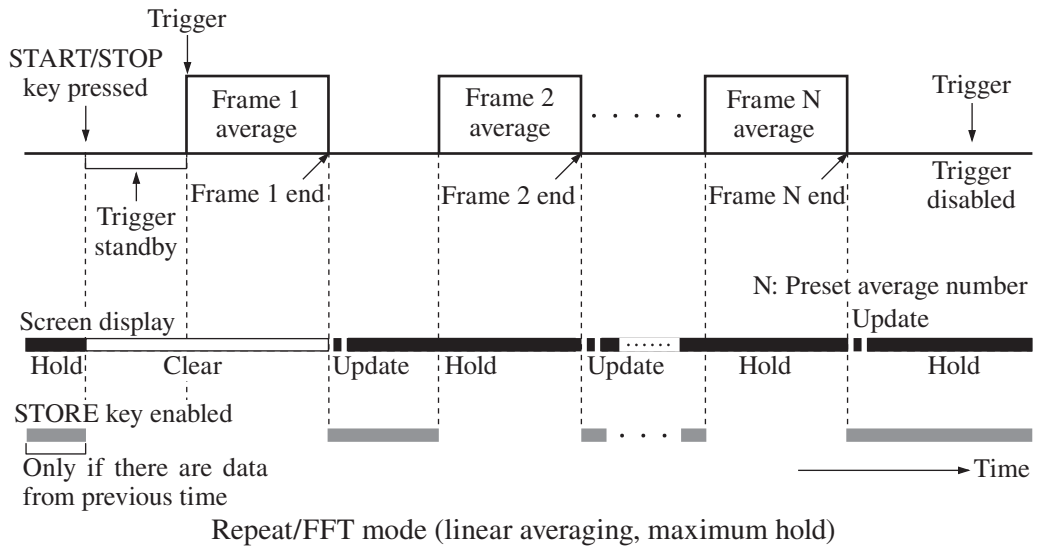 Trigger
START/STOP
key pressed
Frame 1
average
Frame 2
average
. . . . .
Frame N
average
Trigger
Frame 1 end
Frame 2 end
Frame N end
Trigger
disabled
Trigger
standby
N: Preset average number
Screen display
Update
Hold
Clear
Update
Hold
Update
Hold
Hold
STORE key enabled
Only if there are data
from previous time
Time
Repeat/FFT mode (linear averaging, maximum hold)